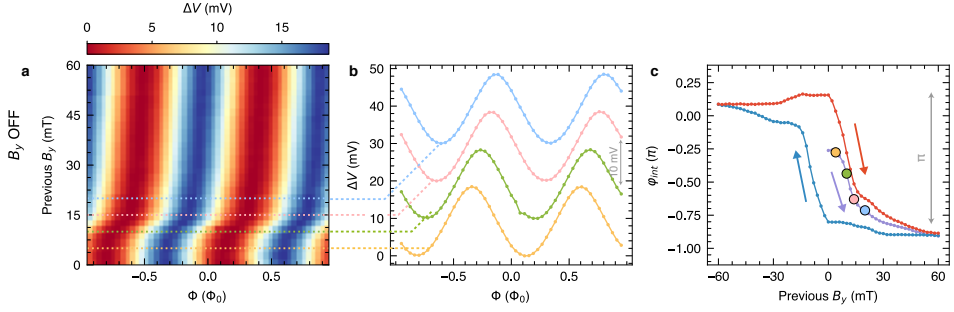 ΔV (mV)
0 5 10 15
a
b
c
B_y OFF
Previous B_y (mT)
60
45
30
15
0
−0.5 0.0 0.5
Φ (Φ₀)
ΔV (mV)
50
40
30
20
10
0
10 mV
−0.5 0.0 0.5
Φ (Φ₀)
φ_int (π)
0.25
0.00
−0.25
−0.50
−0.75
−1.00
π
−60 −30 0 30 60
Previous B_y (mT)